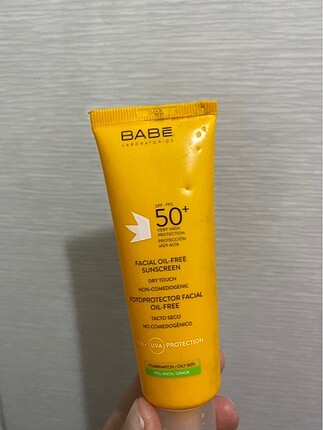 BABÉ
LABORATORIOS
SPF · FPS
50+
VERY HIGH
PROTECTION
PROTECCIÓN
MUY ALTA
FACIAL OIL-FREE
SUNSCREEN
DRY TOUCH
NON-COMEDOGENIC
FOTOPROTECTOR FACIAL
OIL-FREE
TACTO SECO
NO COMEDOGÉNICO
UVA PROTECTION
COMBINATION / OILY SKIN
PIEL MIXTA / GRASA